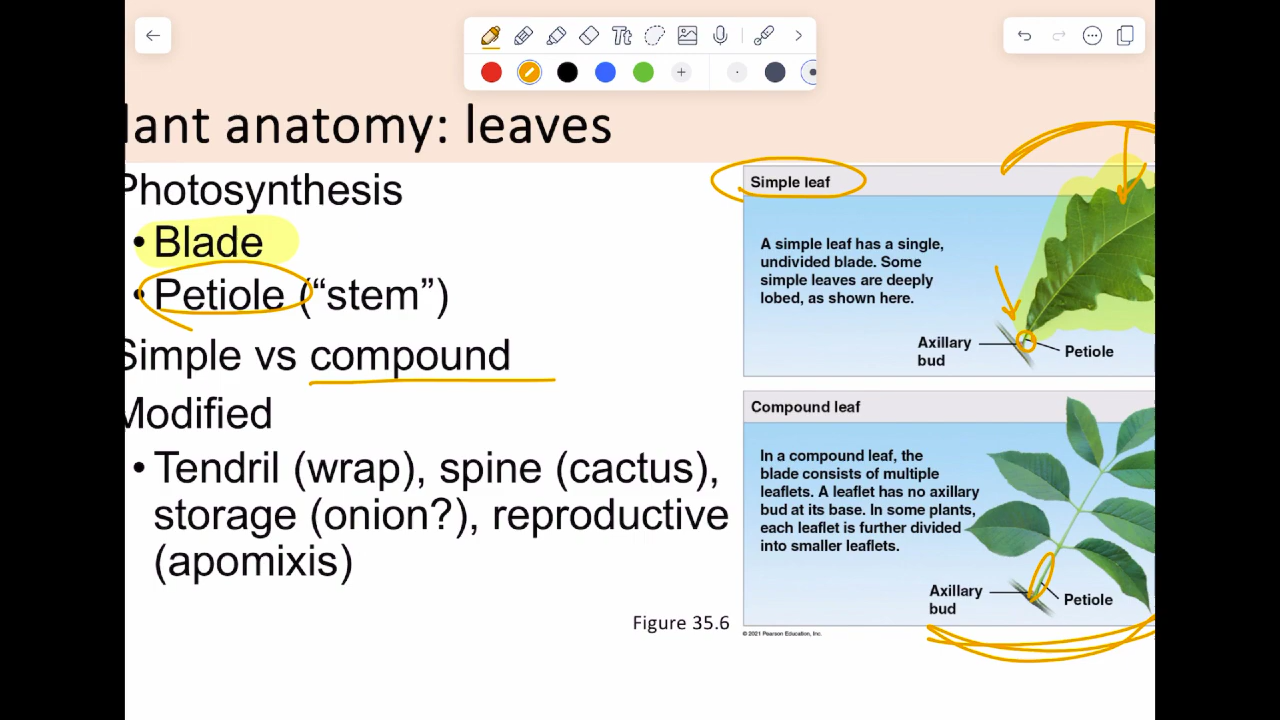 lant anatomy: leaves
Photosynthesis
• Blade
• Petiole (“stem”)
Simple vs compound
Modified
• Tendril (wrap), spine (cactus),
storage (onion?), reproductive
(apomixis)
Figure 35.6
Tt
Simple leaf
A simple leaf has a single,
undivided blade. Some
simple leaves are deeply
lobed, as shown here.
Axillary
bud
Petiole
Compound leaf
In a compound leaf, the
blade consists of multiple
leaflets. A leaflet has no axillary
bud at its base. In some plants,
each leaflet is further divided
into smaller leaflets.
Axillary
bud
Petiole
© 2021 Pearson Education, Inc.